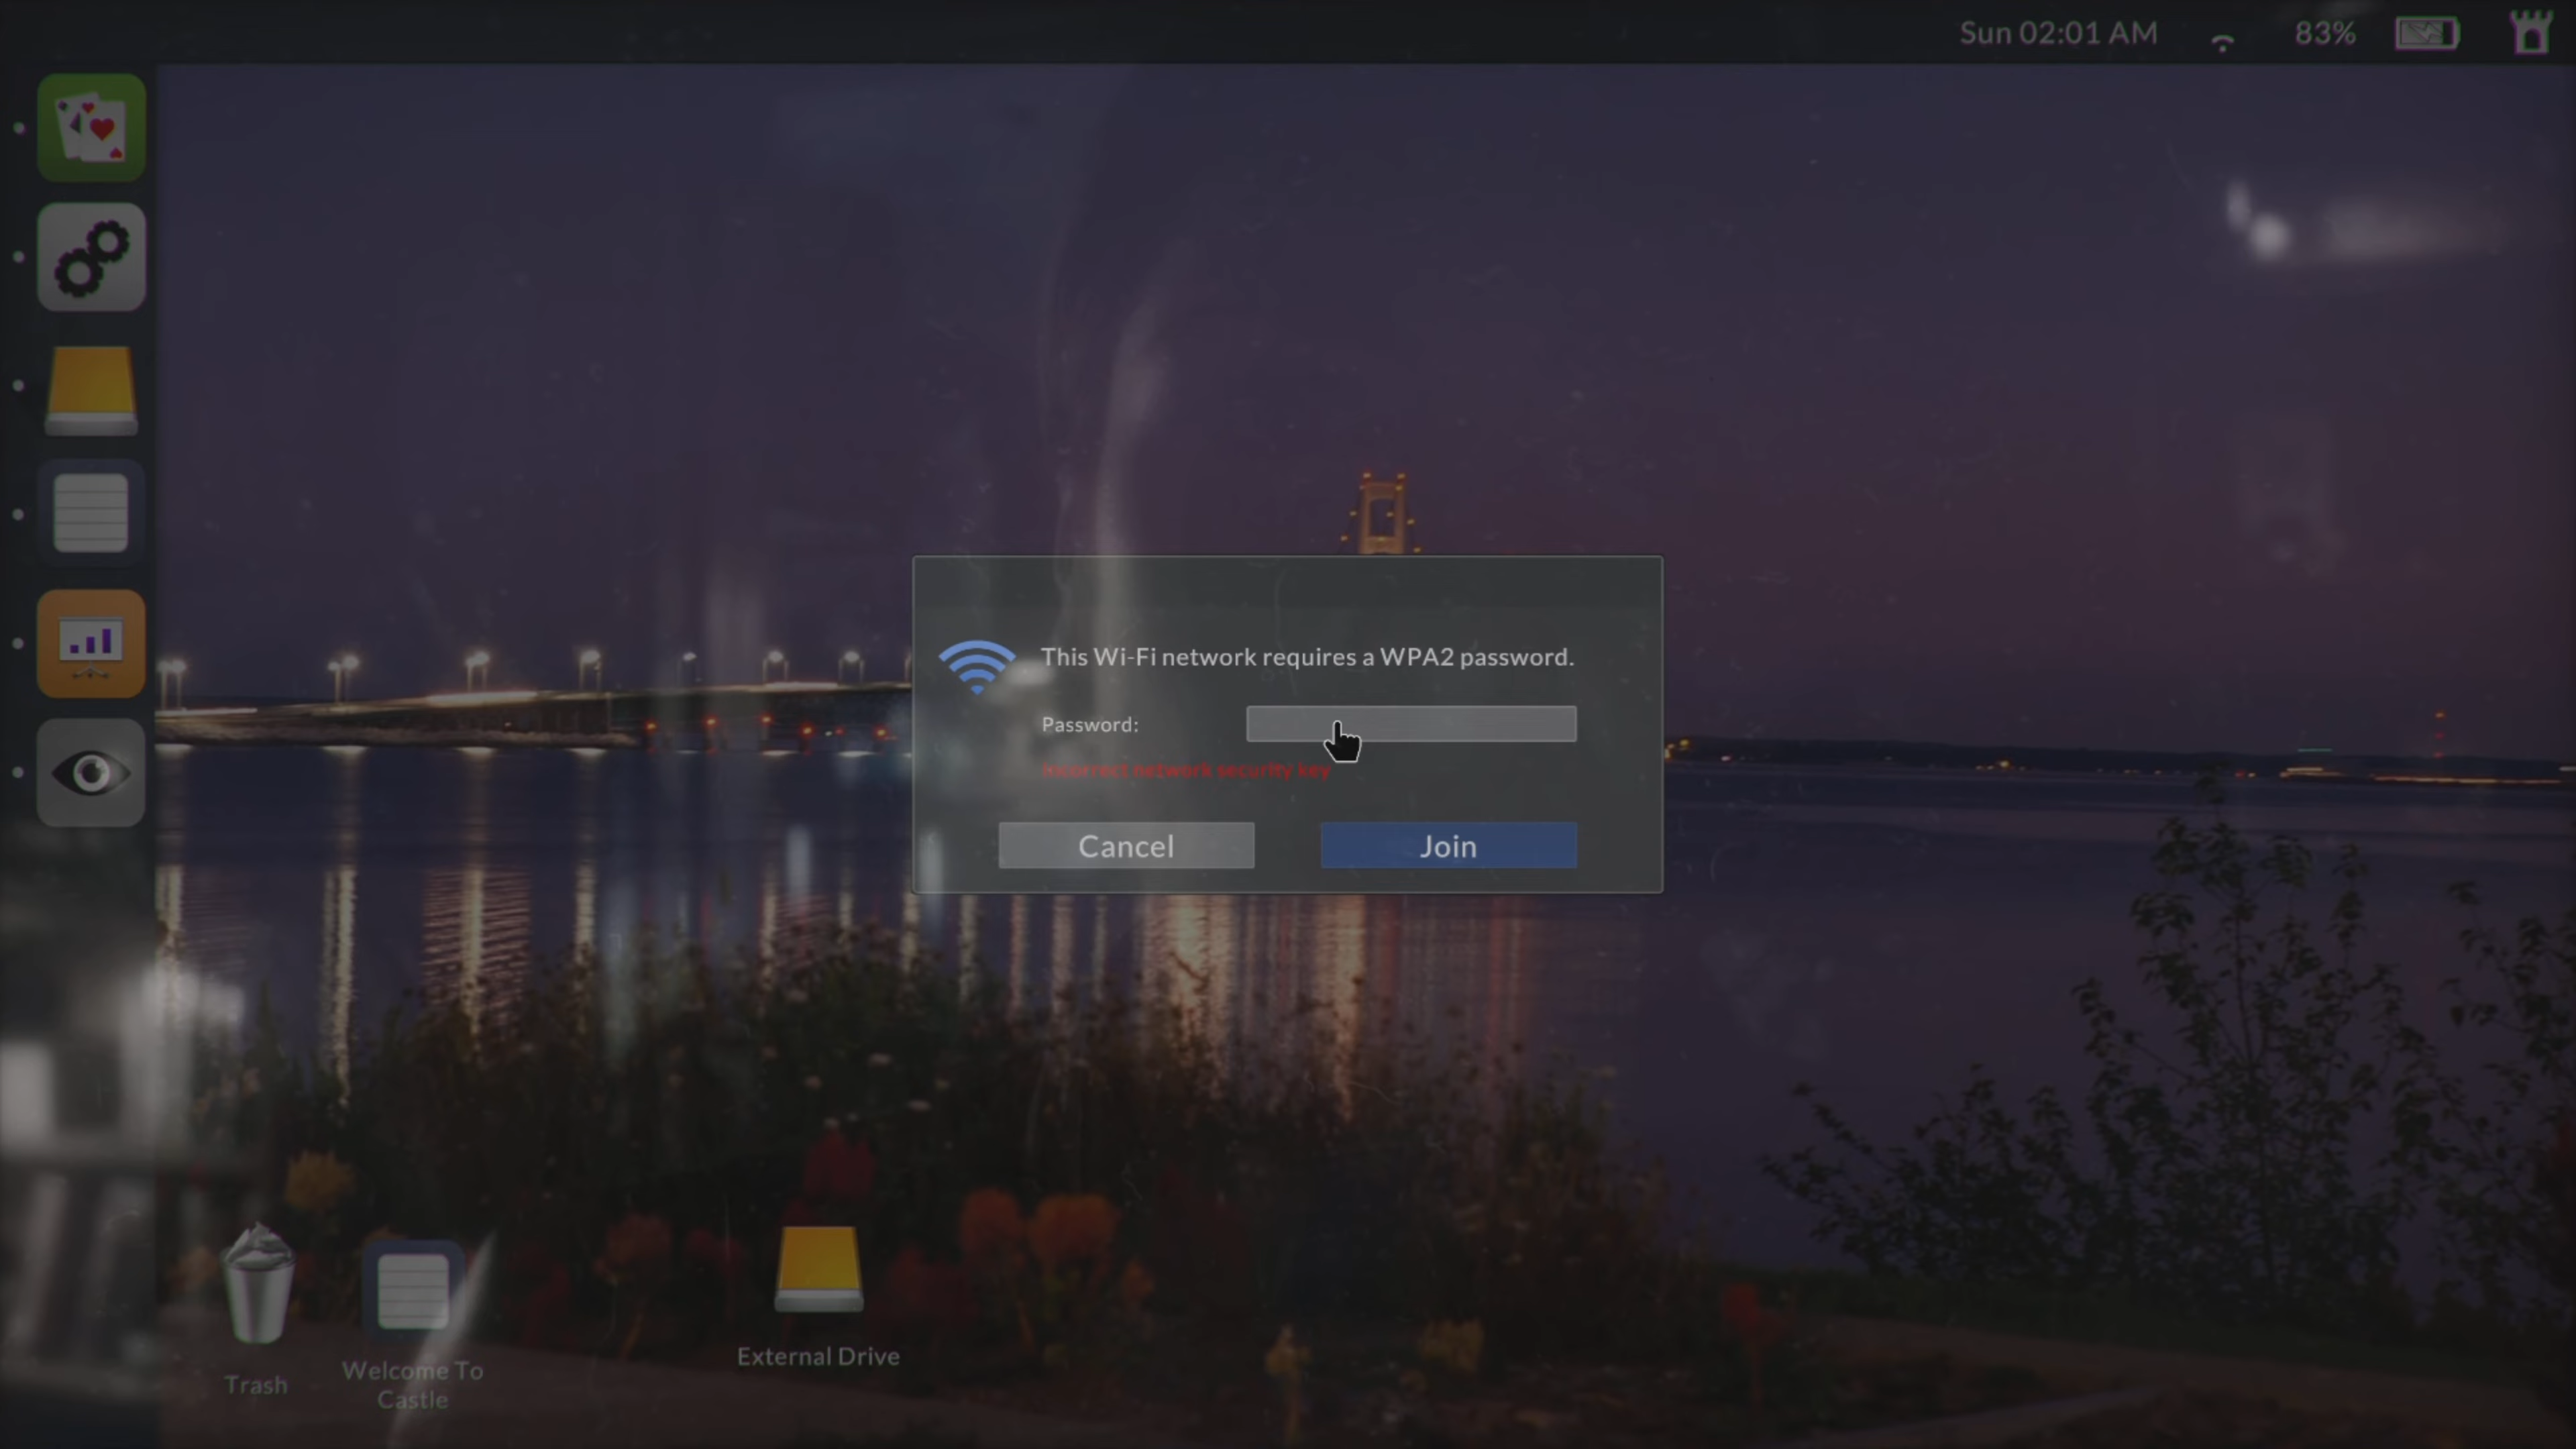 Sun 02:01 AM 83%
This Wi-Fi network requires a WPA2 password.
Password:
Incorrect network security key
Cancel Join
External Drive
Trash
Welcome To
Castle